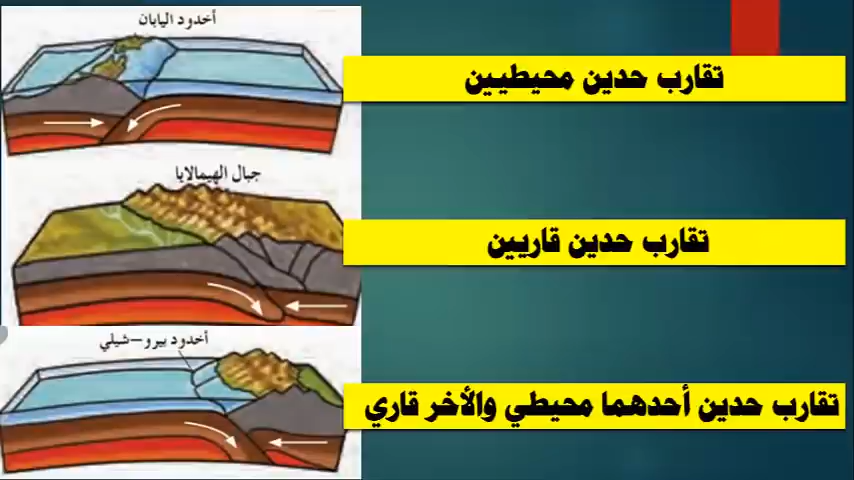 أخدود اليابان
تقارب حدين محيطيين
جبال الهيمالايا
تقارب حدين قاريين
أخدود بيرو-شيلي
تقارب حدين أحدهما محيطي والأخر قاري